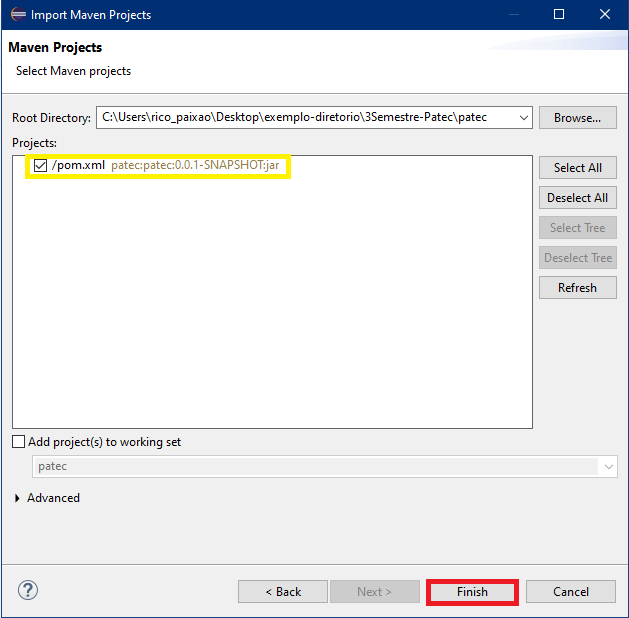 Import Maven Projects
Maven Projects
Select Maven projects
Root Directory: C:\Users\rico_paixao\Desktop\exemplo-diretorio\3Semestre-Patec\patec Browse...
Projects:
/pom.xml patec:patec:0.0.1-SNAPSHOT:jar
Select All
Deselect All
Select Tree
Deselect Tree
Refresh
Add project(s) to working set
patec
Advanced
? < Back Next > Finish Cancel